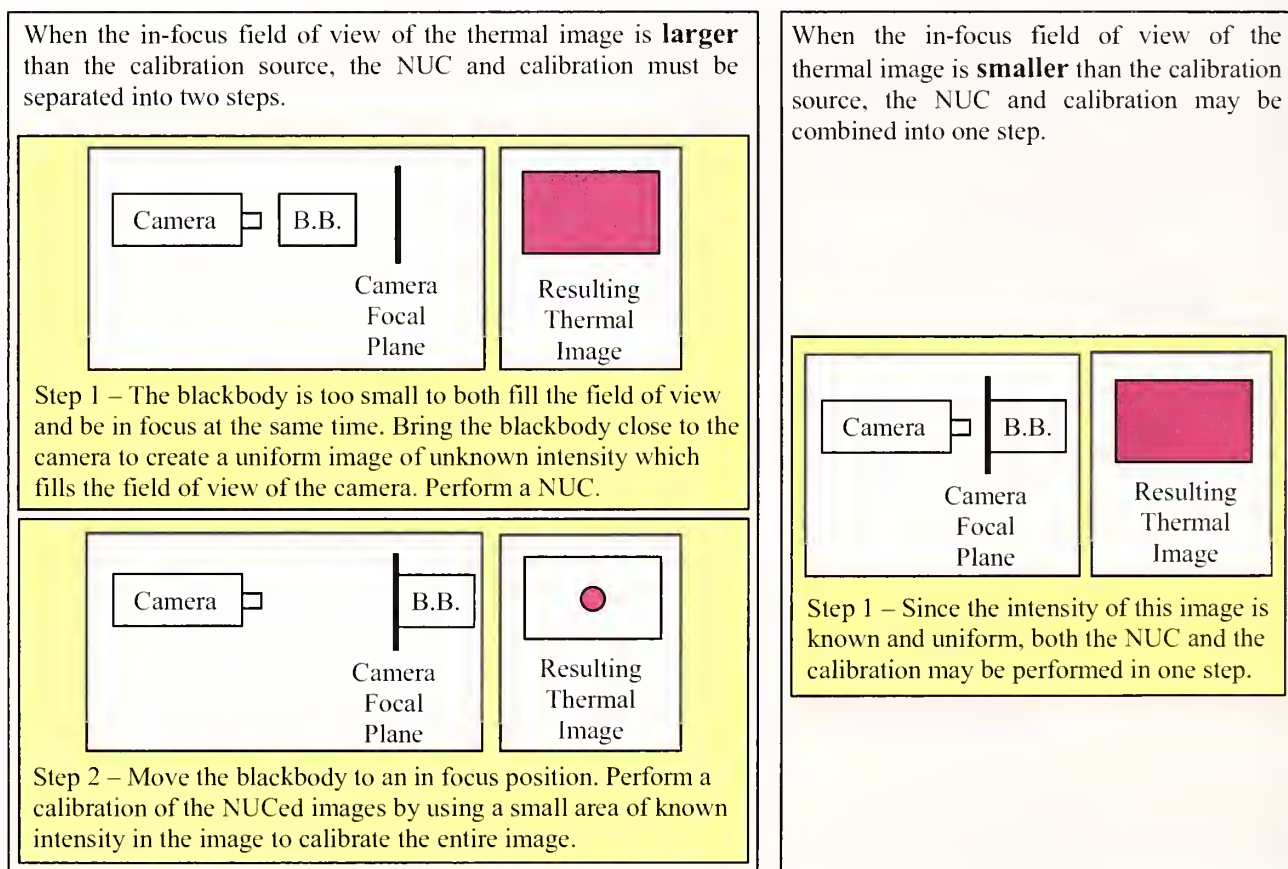 When the in-focus field of view of the thermal image is larger
than the calibration source, the NUC and calibration must be
separated into two steps.
Camera
B.B.
Camera
Focal
Plane
Resulting
Thermal
Image
Step 1 – The blackbody is too small to both fill the field of view
and be in focus at the same time. Bring the blackbody close to the
camera to create a uniform image of unknown intensity which
fills the field of view of the camera. Perform a NUC.
Camera
B.B.
Camera
Focal
Plane
Resulting
Thermal
Image
Step 2 – Move the blackbody to an in focus position. Perform a
calibration of the NUCed images by using a small area of known
intensity in the image to calibrate the entire image.
When the in-focus field of view of the
thermal image is smaller than the calibration
source, the NUC and calibration may be
combined into one step.
Camera
B.B.
Camera
Focal
Plane
Resulting
Thermal
Image
Step 1 – Since the intensity of this image is
known and uniform, both the NUC and the
calibration may be performed in one step.